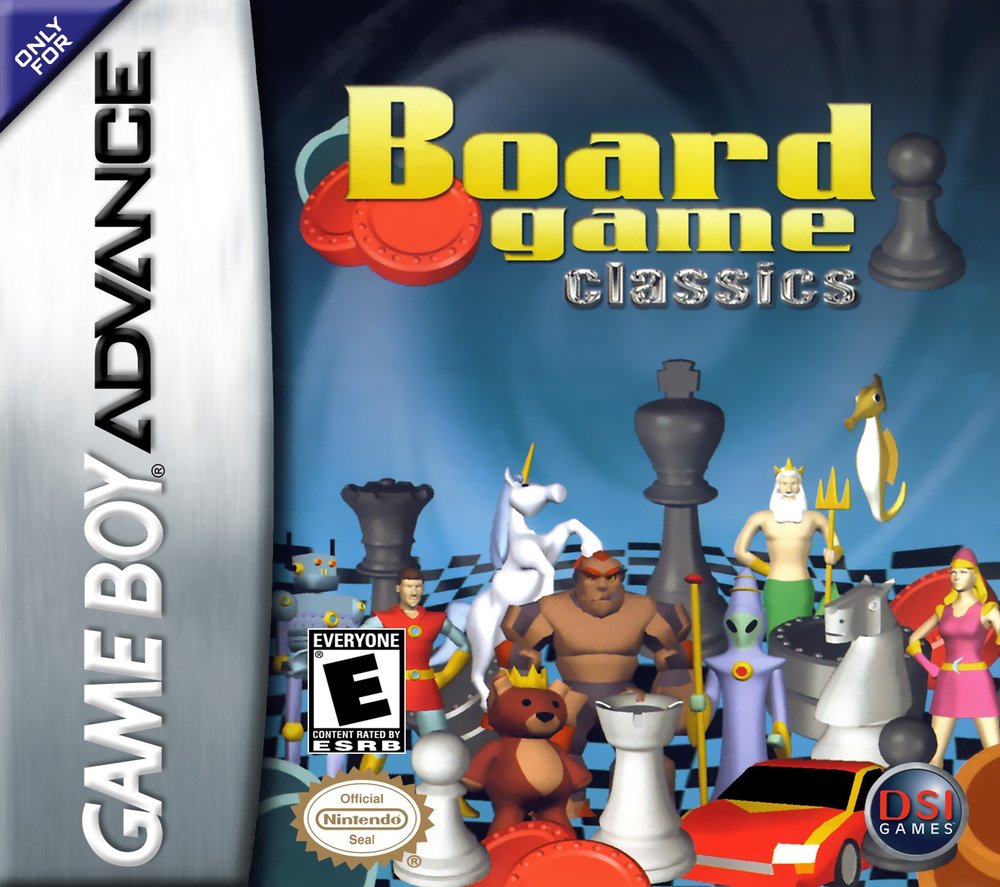 ONLY
FOR
GAME BOY ADVANCE
®
Board
game
classics
EVERYONE
®
E
CONTENT RATED BY
ESRB
Official
Nintendo
Seal
®
DSI
GAMES